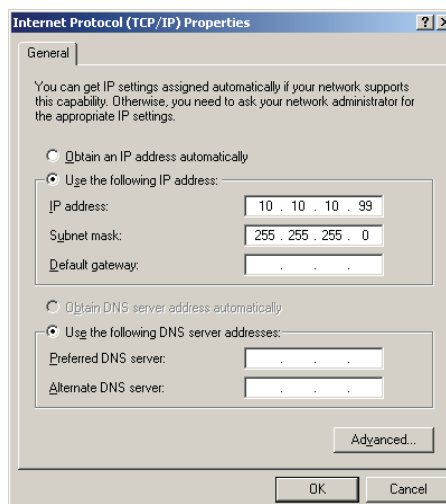 Internet Protocol (TCP/IP) Properties
General
You can get IP settings assigned automatically if your network supports
this capability. Otherwise, you need to ask your network administrator for
the appropriate IP settings.
Obtain an IP address automatically
Use the following IP address:
IP address: 10 . 10 . 10 . 99
Subnet mask: 255 . 255 . 255 . 0
Default gateway: . . .
Obtain DNS server address automatically
Use the following DNS server addresses:
Preferred DNS server: . . .
Alternate DNS server: . . .
Advanced...
OK Cancel